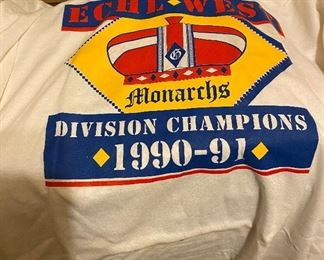 ECHL◆WEST
G
Monarchs
DIVISION CHAMPIONS
◆1990-91◆